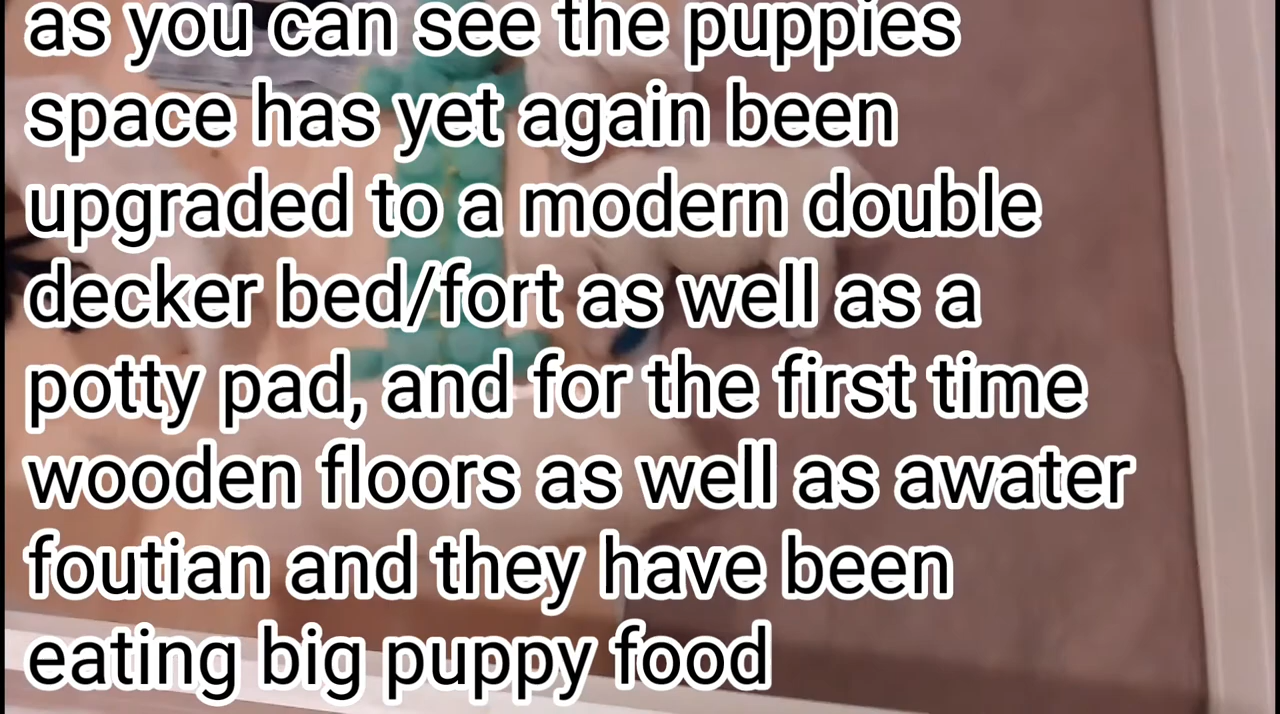 as you can see the puppies
space has yet again been
upgraded to a modern double
decker bed/fort as well as a
potty pad, and for the first time
wooden floors as well as awater
foutian and they have been
eating big puppy food